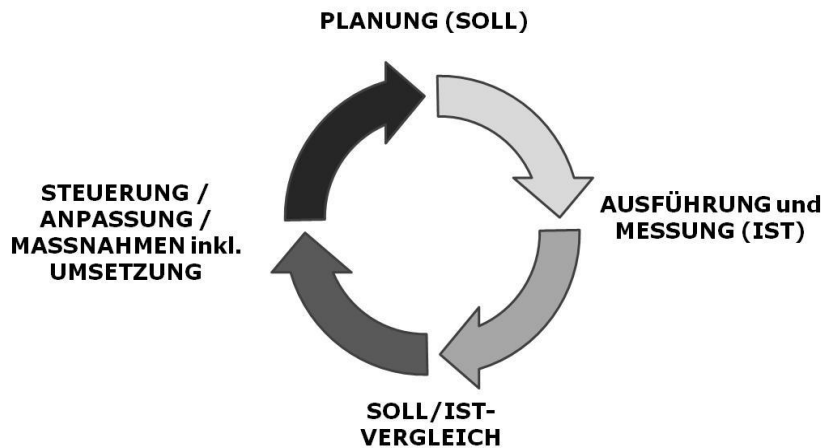 PLANUNG (SOLL)
AUSFÜHRUNG und
MESSUNG (IST)
SOLL/IST-
VERGLEICH
STEUERUNG /
ANPASSUNG /
MASSNAHMEN inkl.
UMSETZUNG